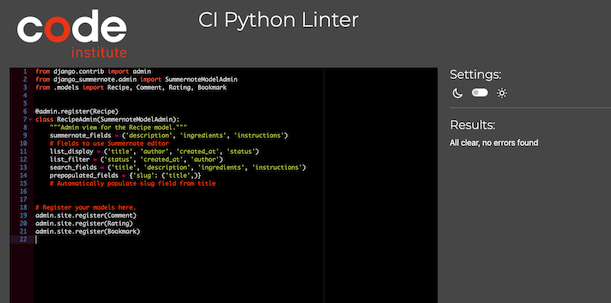 code
institute
CI Python Linter
1 from django.contrib import admin
2 from django_summernote.admin import SummernoteModelAdmin
3 from .models import Recipe, Comment, Rating, Bookmark
4
5
6 @admin.register(Recipe)
7 class RecipeAdmin(SummernoteModelAdmin):
8 """Admin view for the Recipe model."""
9 summernote_fields = ('description', 'ingredients', 'instructions')
10 # Fields to use Summernote editor
11 list_display = ('title', 'author', 'created_at', 'status')
12 list_filter = ('status', 'created_at', 'author')
13 search_fields = ('title', 'description', 'ingredients', 'instructions')
14 prepopulated_fields = {'slug': ('title',)}
15 # Automatically populate slug field from title
16
17
18 # Register your models here.
19 admin.site.register(Comment)
20 admin.site.register(Rating)
21 admin.site.register(Bookmark)
22
Settings:
Results:
All clear, no errors found